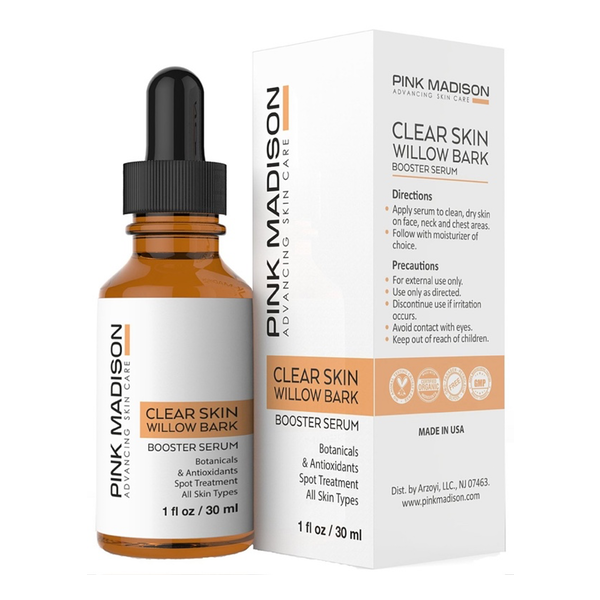 PINK MADISON
ADVANCING SKIN CARE
CLEAR SKIN
WILLOW BARK
BOOSTER SERUM
Botanicals
& Antioxidants
Spot Treatment
All Skin Types
1 fl oz / 30 ml
PINK MADISON
ADVANCING SKIN CARE
CLEAR SKIN
WILLOW BARK
BOOSTER SERUM
Botanicals
& Antioxidants
Spot Treatment
All Skin Types
1 fl oz / 30 ml
PINK MADISON
ADVANCING SKIN CARE
CLEAR SKIN
WILLOW BARK
BOOSTER SERUM
Directions
• Apply serum to clean, dry skin
on face, neck and chest areas.
• Follow with moisturizer of
choice.
Precautions
• For external use only.
• Use only as directed.
• Discontinue use if irritation
occurs.
• Avoid contact with eyes.
• Keep out of reach of children.
ORGANIC
FREE
GMP
MADE IN USA
Dist. by Arzoyi, LLC., NJ 07463.
www.pinkmadison.com